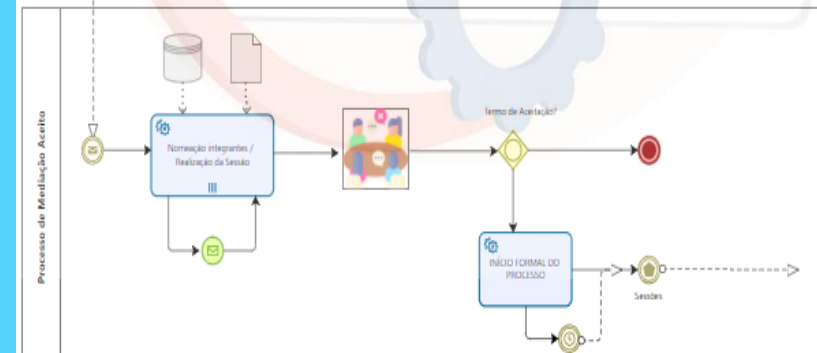 Processo de Mediação Aceito
Nomeação integrantes /
Realização da Sessão
Termo de Aceitação?
INÍCIO FORMAL DO
PROCESSO
Sessões